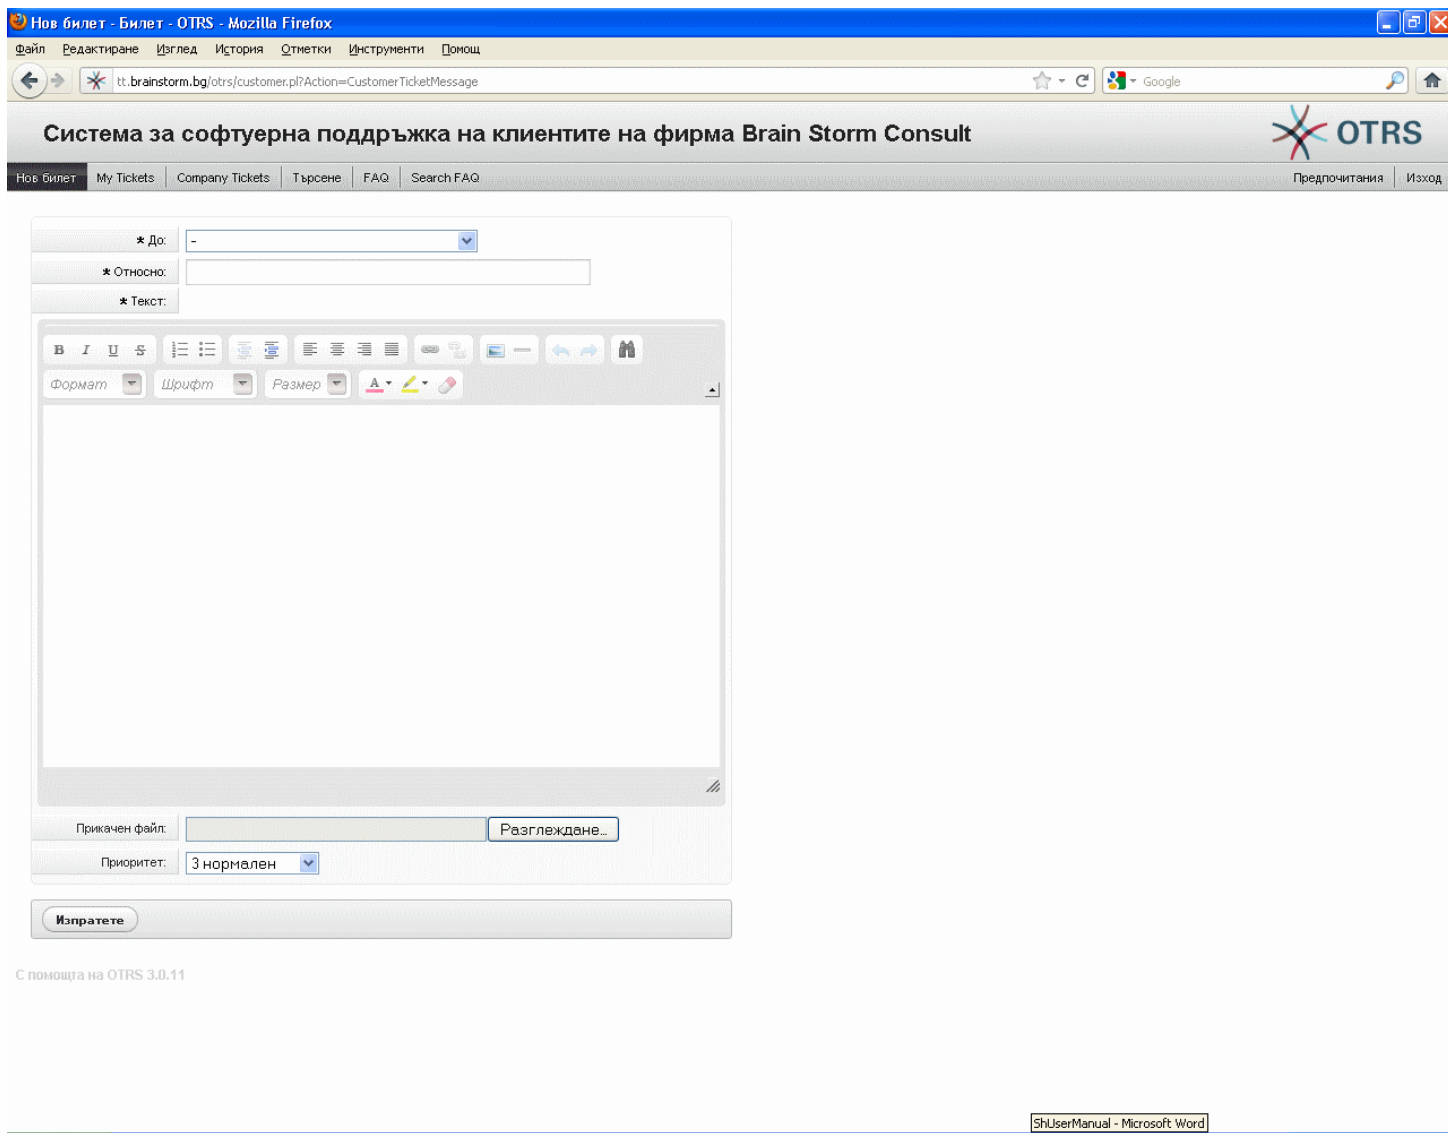 Нов билет - Билет - OTRS - Mozilla Firefox
Файл Редактиране Изглед История Отметки Инструменти Помощ
tt.brainstorm.bg/otrs/customer.pl?Action=CustomerTicketMessage Google
Система за софтуерна поддръжка на клиентите на фирма Brain Storm Consult OTRS
Нов билет My Tickets Company Tickets Търсене FAQ Search FAQ Предпочитания Изход
* До: -
* Относно:
* Текст:
B I U S
Формат Шрифт Размер A
Прикачен файл: Разглеждане...
Приоритет: 3 нормален
Изпратете
С помощта на OTRS 3.0.11
ShUserManual - Microsoft Word